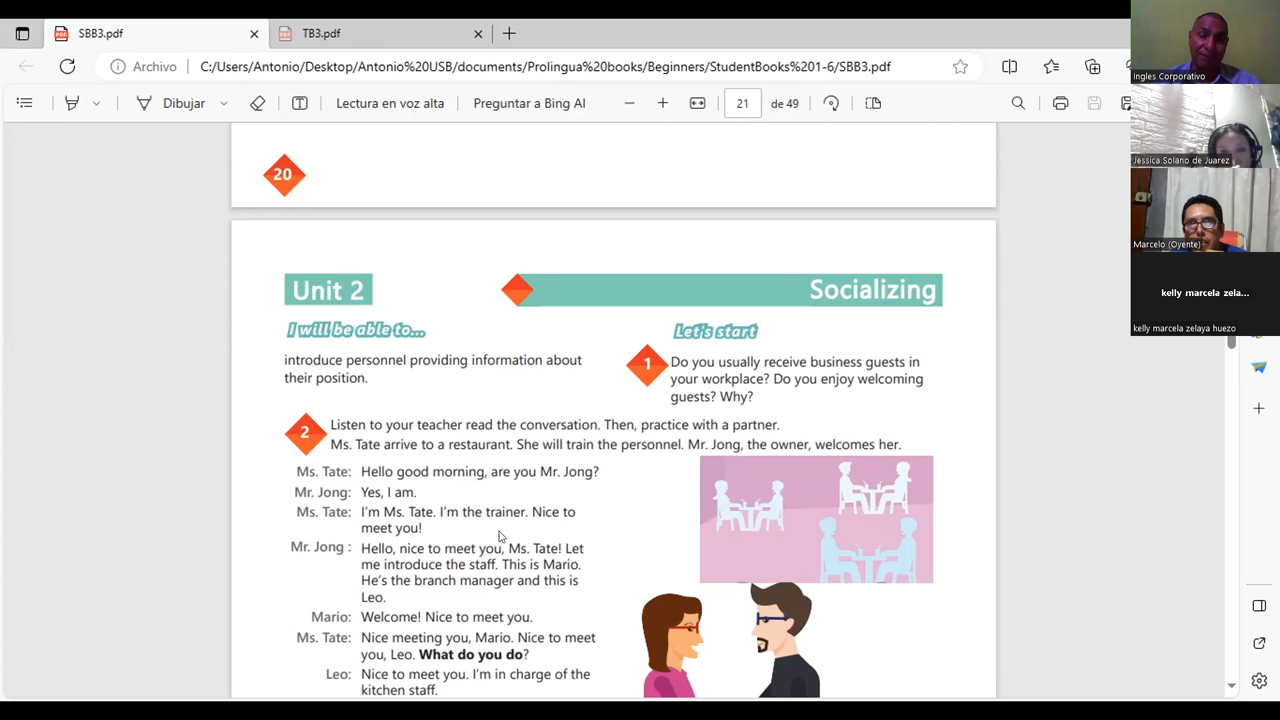 SBB3.pdf
TB3.pdf
Archivo
C:/Users/Antonio/Desktop/Antonio%20USB/documents/Prolingua%20books/Beginners/StudentBooks%201-6/SBB3.pdf
Dibujar
Lectura en voz alta
Preguntar a Bing AI
21
de 49
Ingles Corporativo
Jessica Solano de Juarez
Marcelo (Oyente)
kelly marcela zela...
kelly marcela zelaya huezo
20
Unit 2
Socializing
I will be able to...
introduce personnel providing information about
their position.
Let's start
1
Do you usually receive business guests in
your workplace? Do you enjoy welcoming
guests? Why?
2
Listen to your teacher read the conversation. Then, practice with a partner.
Ms. Tate arrive to a restaurant. She will train the personnel. Mr. Jong, the owner, welcomes her.
Ms. Tate: Hello good morning, are you Mr. Jong?
Mr. Jong: Yes, I am.
Ms. Tate: I'm Ms. Tate. I'm the trainer. Nice to
meet you!
Mr. Jong : Hello, nice to meet you, Ms. Tate! Let
me introduce the staff. This is Mario.
He's the branch manager and this is
Leo.
Mario: Welcome! Nice to meet you.
Ms. Tate: Nice meeting you, Mario. Nice to meet
you, Leo. What do you do?
Leo: Nice to meet you. I'm in charge of the
kitchen staff.